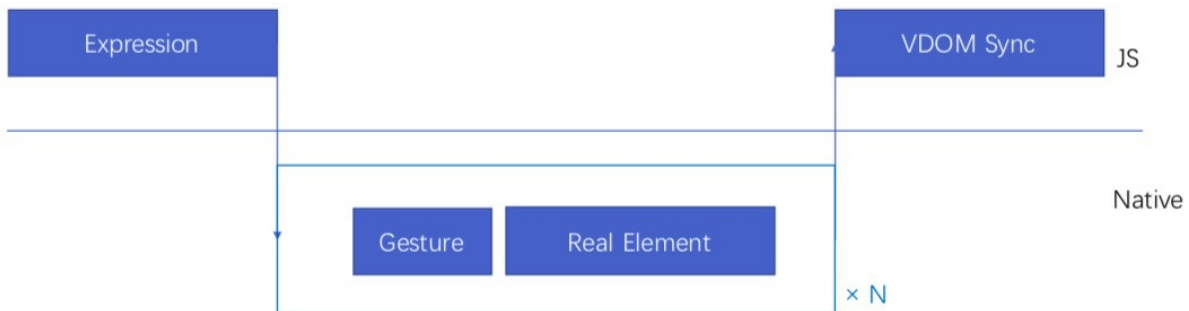 Expression
VDOM Sync
JS
Native
Gesture
Real Element
× N